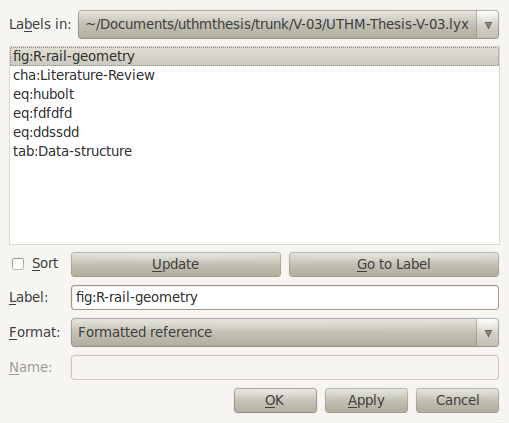 Labels in: ~/Documents/uthmthesis/trunk/V-03/UTHM-Thesis-V-03.lyx
fig:R-rail-geometry
cha:Literature-Review
eq:hubolt
eq:fdfdfd
eq:ddssdd
tab:Data-structure
Sort Update Go to Label
Label: fig:R-rail-geometry
Format: Formatted reference
Name:
OK Apply Cancel